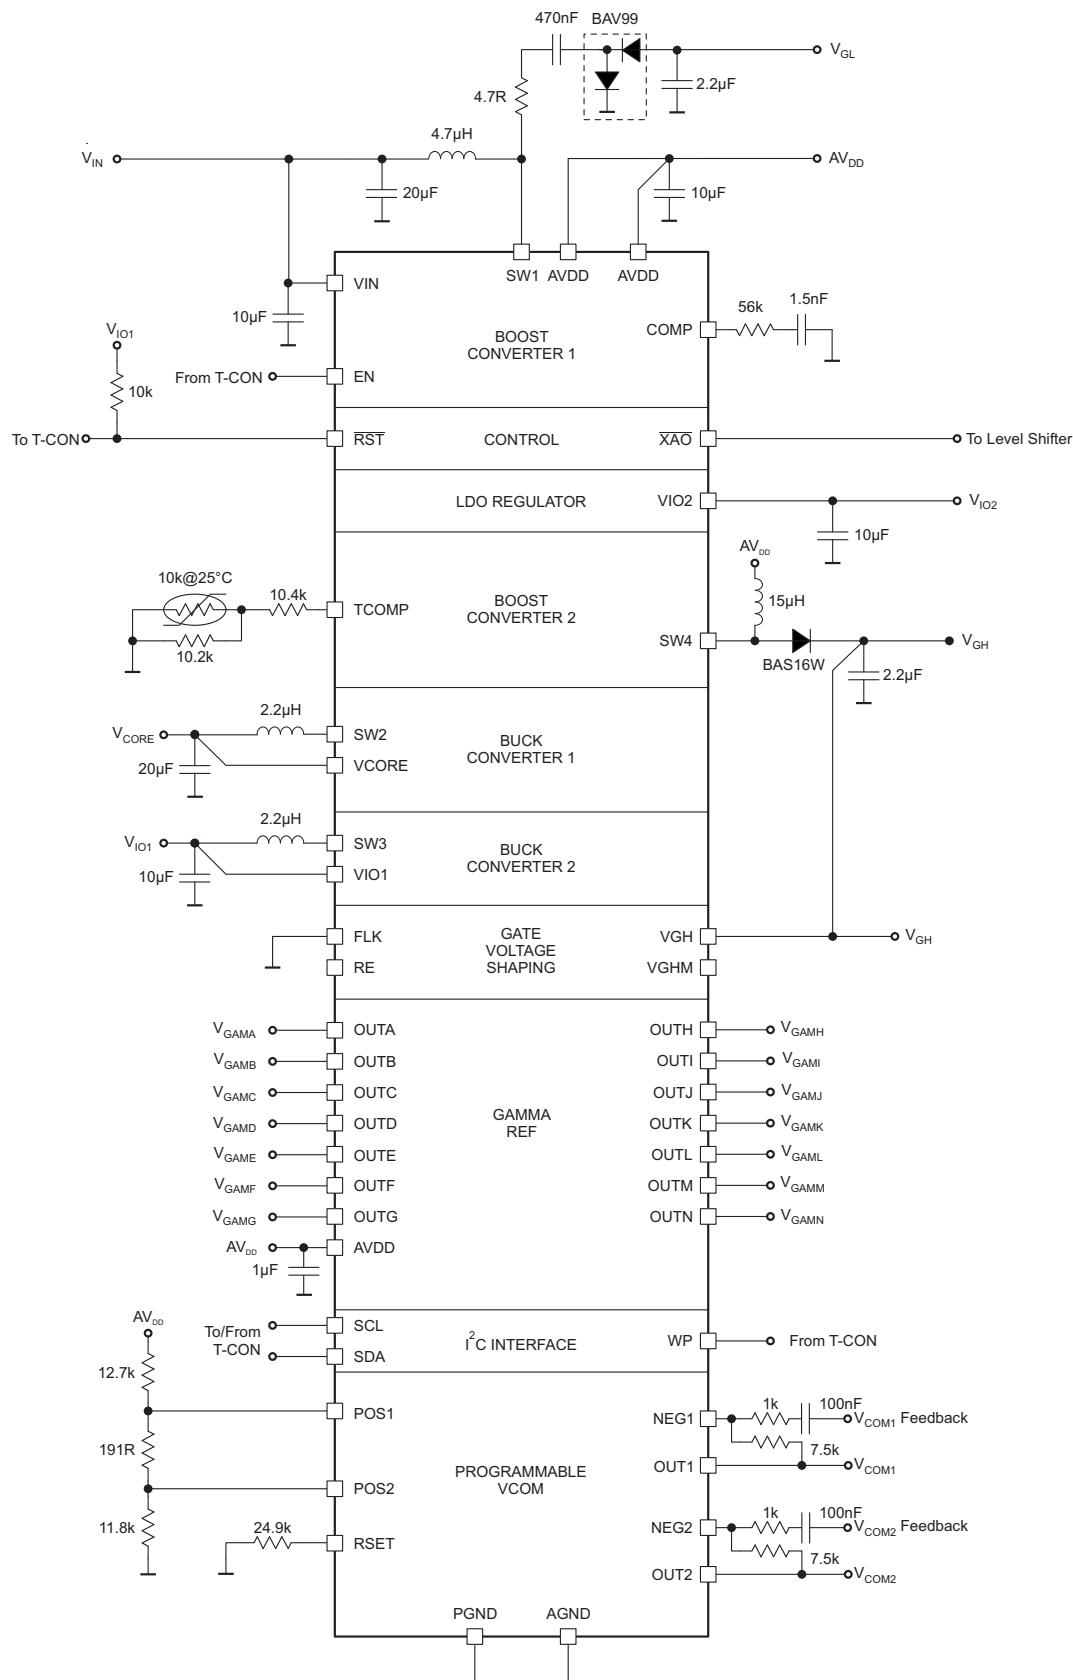 470nF BAV99
V_GL
4.7R
2.2µF
4.7µH
V_IN
AV_DD
20µF
10µF
SW1 AVDD AVDD
VIN
10µF
BOOST
CONVERTER 1
COMP
56k
1.5nF
V_IO1
10k
From T-CON
EN
To T-CON
R̅S̅T̅
CONTROL
X̅A̅O̅
To Level Shifter
LDO REGULATOR
VIO2
V_IO2
10µF
10k@25°C
10.4k
10.2k
TCOMP
BOOST
CONVERTER 2
AV_DD
15µH
SW4
BAS16W
V_GH
2.2µF
2.2µH
V_CORE
20µF
SW2
VCORE
BUCK
CONVERTER 1
2.2µH
V_IO1
10µF
SW3
VIO1
BUCK
CONVERTER 2
FLK
RE
GATE
VOLTAGE
SHAPING
VGH
VGHM
V_GH
V_GAMA OUTA
V_GAMB OUTB
V_GAMC OUTC
V_GAMD OUTD
V_GAME OUTE
V_GAMF OUTF
V_GAMG OUTG
AV_DD AVDD
1µF
GAMMA
REF
OUTH V_GAMH
OUTI V_GAMI
OUTJ V_GAMJ
OUTK V_GAMK
OUTL V_GAML
OUTM V_GAMM
OUTN V_GAMN
To/From
T-CON
SCL
SDA
I²C INTERFACE
WP
From T-CON
AV_DD
12.7k
191R
11.8k
POS1
POS2
24.9k
RSET
PROGRAMMABLE
VCOM
NEG1
1k
100nF
V_COM1 Feedback
7.5k
OUT1
V_COM1
NEG2
1k
100nF
V_COM2 Feedback
7.5k
OUT2
V_COM2
PGND AGND